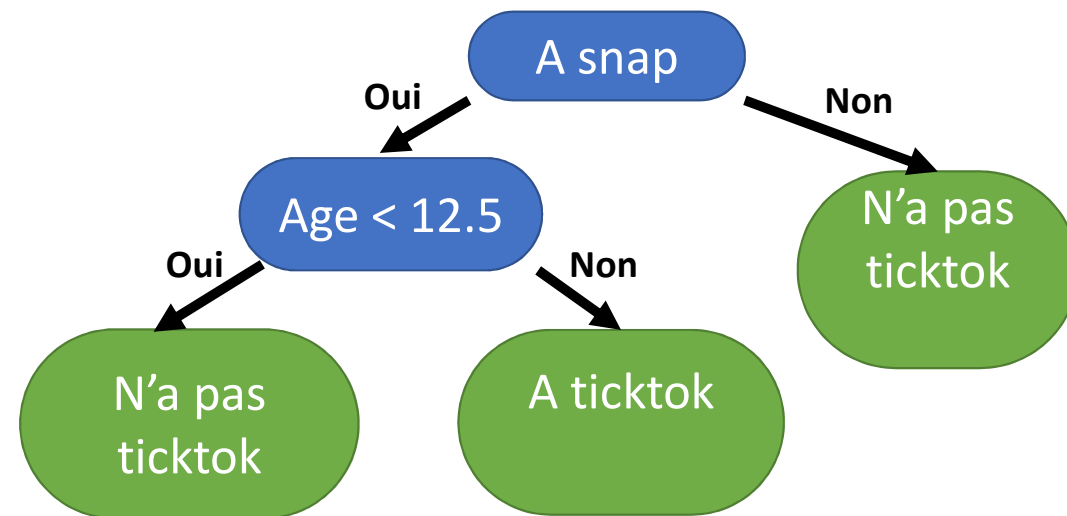 A snap
Oui
Non
Age < 12.5
N'a pas
ticktok
Oui
Non
N'a pas
ticktok
A ticktok